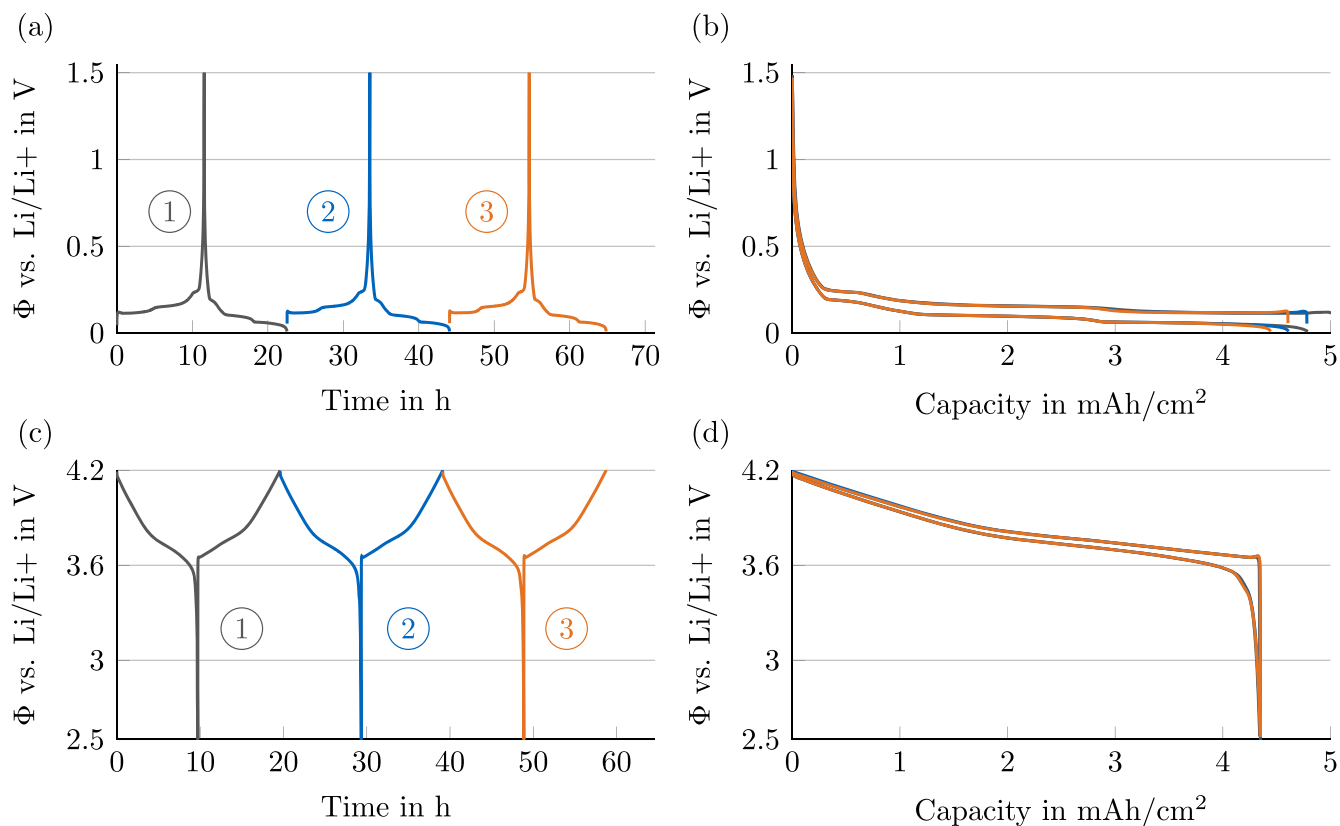 (a)
Φ vs. Li/Li+ in V
1.5
1
0.5
0
1 2 3
0 10 20 30 40 50 60 70
Time in h
(b)
Φ vs. Li/Li+ in V
1.5
1
0.5
0
0 1 2 3 4 5
Capacity in mAh/cm²
(c)
Φ vs. Li/Li+ in V
4.2
3.6
3
2.5
1 2 3
0 10 20 30 40 50 60
Time in h
(d)
Φ vs. Li/Li+ in V
4.2
3.6
3
2.5
0 1 2 3 4 5
Capacity in mAh/cm²